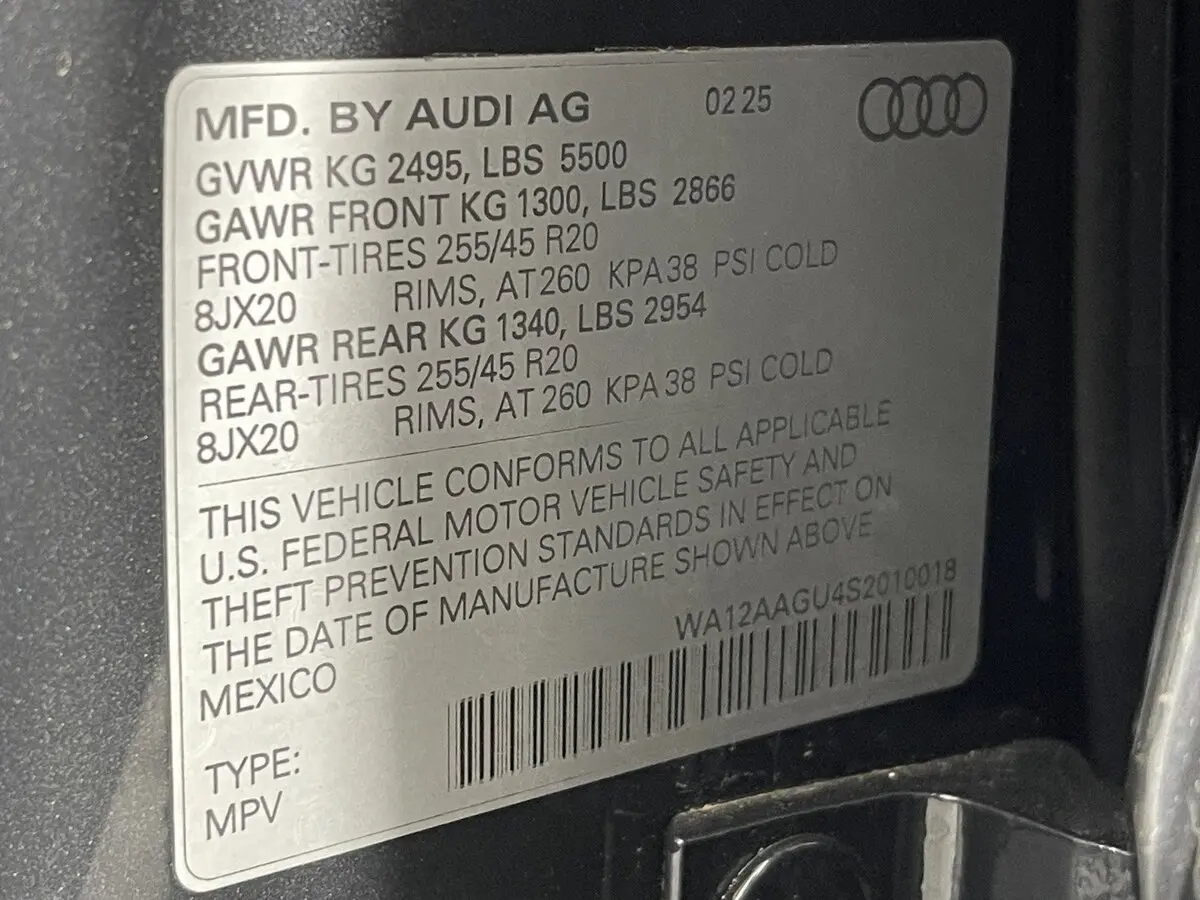 MFD. BY AUDI AG 02 25
GVWR KG 2495, LBS 5500
GAWR FRONT KG 1300, LBS 2866
FRONT-TIRES 255/45 R20
8JX20 RIMS, AT 260 KPA 38 PSI COLD
GAWR REAR KG 1340, LBS 2954
REAR-TIRES 255/45 R20
8JX20 RIMS, AT 260 KPA 38 PSI COLD
THIS VEHICLE CONFORMS TO ALL APPLICABLE
U.S. FEDERAL MOTOR VEHICLE SAFETY AND
THEFT PREVENTION STANDARDS IN EFFECT ON
THE DATE OF MANUFACTURE SHOWN ABOVE.
MEXICO
WA12AAGU4S2010018
TYPE:
MPV